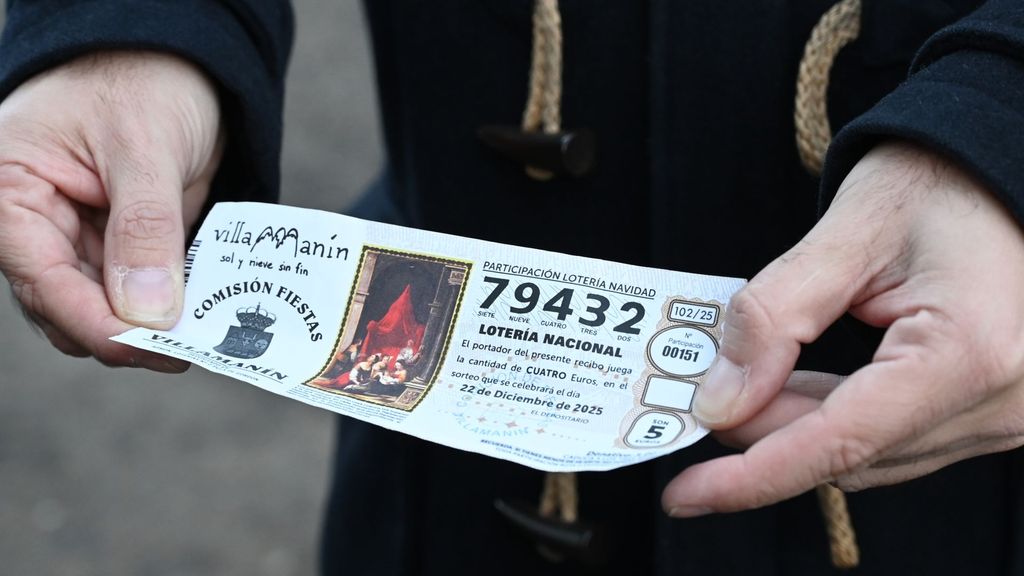 villaMANín
sol y nieve sin fin
COMISIÓN FIESTAS
VILLAMANIN
PARTICIPACIÓN LOTERÍA NAVIDAD
79432
SIETE NUEVE CUATRO TRES DOS
LOTERÍA NACIONAL
El portador del presente recibo juega
la cantidad de CUATRO Euros, en el
sorteo que se celebrará el día
22 de Diciembre de 2025
EL DEPOSITARIO
VILLAMANIN
102/25
Nº
Participación
00151
SON
5
EUROS